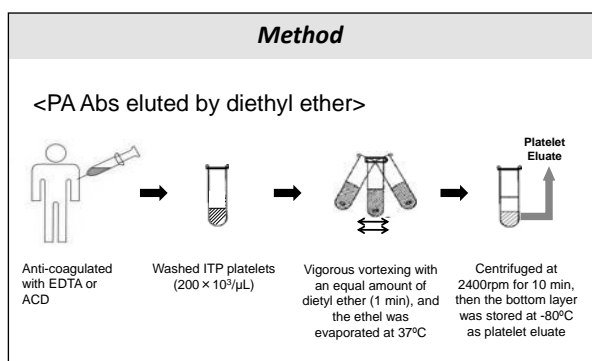 Method
<PA Abs eluted by diethyl ether>
Platelet
Eluate
Anti-coagulated
with EDTA or
ACD
Washed ITP platelets
(200×10³/μL)
Vigorous vortexing with
an equal amount of
dietyl ether (1 min), and
the ethel was
evaporated at 37ºC
Centrifuged at
2400rpm for 10 min,
then the bottom layer
was stored at -80ºC
as platelet eluate